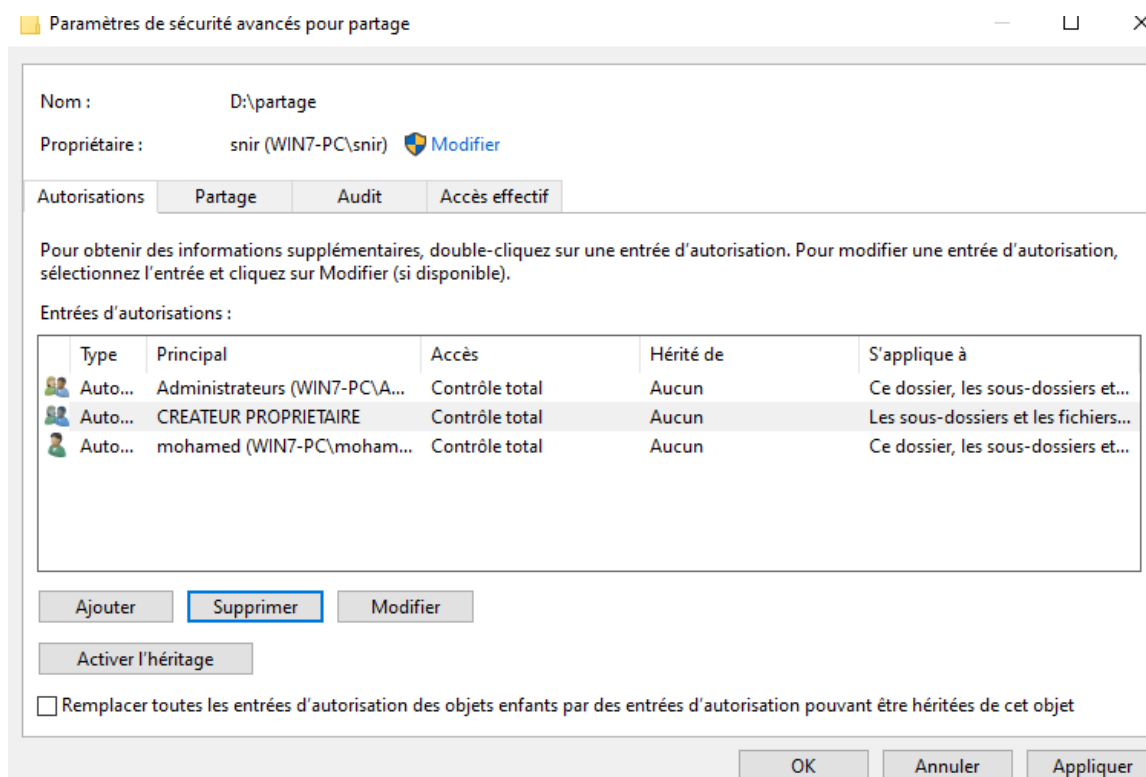 Paramètres de sécurité avancés pour partage
Nom : D:\partage
Propriétaire : snir (WIN7-PC\snir) Modifier
Autorisations Partage Audit Accès effectif
Pour obtenir des informations supplémentaires, double-cliquez sur une entrée d'autorisation. Pour modifier une entrée d'autorisation,
sélectionnez l'entrée et cliquez sur Modifier (si disponible).
Entrées d'autorisations :
Type Principal Accès Hérité de S'applique à
Auto... Administrateurs (WIN7-PC\A... Contrôle total Aucun Ce dossier, les sous-dossiers et...
Auto... CREATEUR PROPRIETAIRE Contrôle total Aucun Les sous-dossiers et les fichiers...
Auto... mohamed (WIN7-PC\moham... Contrôle total Aucun Ce dossier, les sous-dossiers et...
Ajouter Supprimer Modifier
Activer l'héritage
Remplacer toutes les entrées d'autorisation des objets enfants par des entrées d'autorisation pouvant être héritées de cet objet
OK Annuler Appliquer